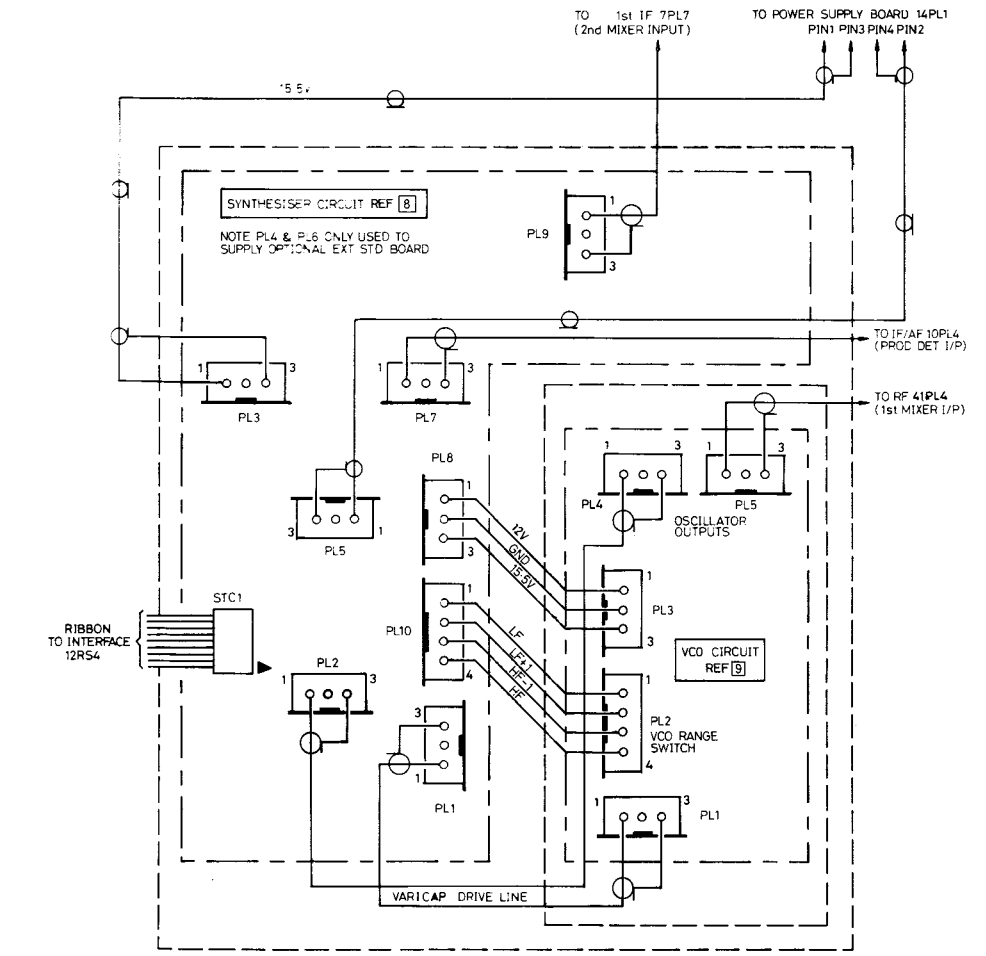 TO 1st IF 7PL7
(2nd MIXER INPUT)
TO POWER SUPPLY BOARD 14PL1
PIN1 PIN3 PIN4 PIN2
15·5V
SYNTHESISER CIRCUIT REF 8
NOTE PL4 & PL6 ONLY USED TO
SUPPLY OPTIONAL EXT STD BOARD
PL9
1
3
TO IF/AF 10PL4
(PROD DET I/P)
1
3
PL3
1
3
PL7
TO RF 41PL4
(1st MIXER I/P)
PL8
1
3
1
3
1
3
PL4
PL5
OSCILLATOR
OUTPUTS
3
1
PL5
12V
GND
15·5V
1
PL3
3
STC1
RIBBON
TO INTERFACE
12RS4
1
PL10
4
LF
LF+1
HF-1
HF
VCO CIRCUIT
REF 9
PL2
1
3
1
PL2
VCO RANGE
SWITCH
4
3
1
PL1
1
3
PL1
VARICAP DRIVE LINE